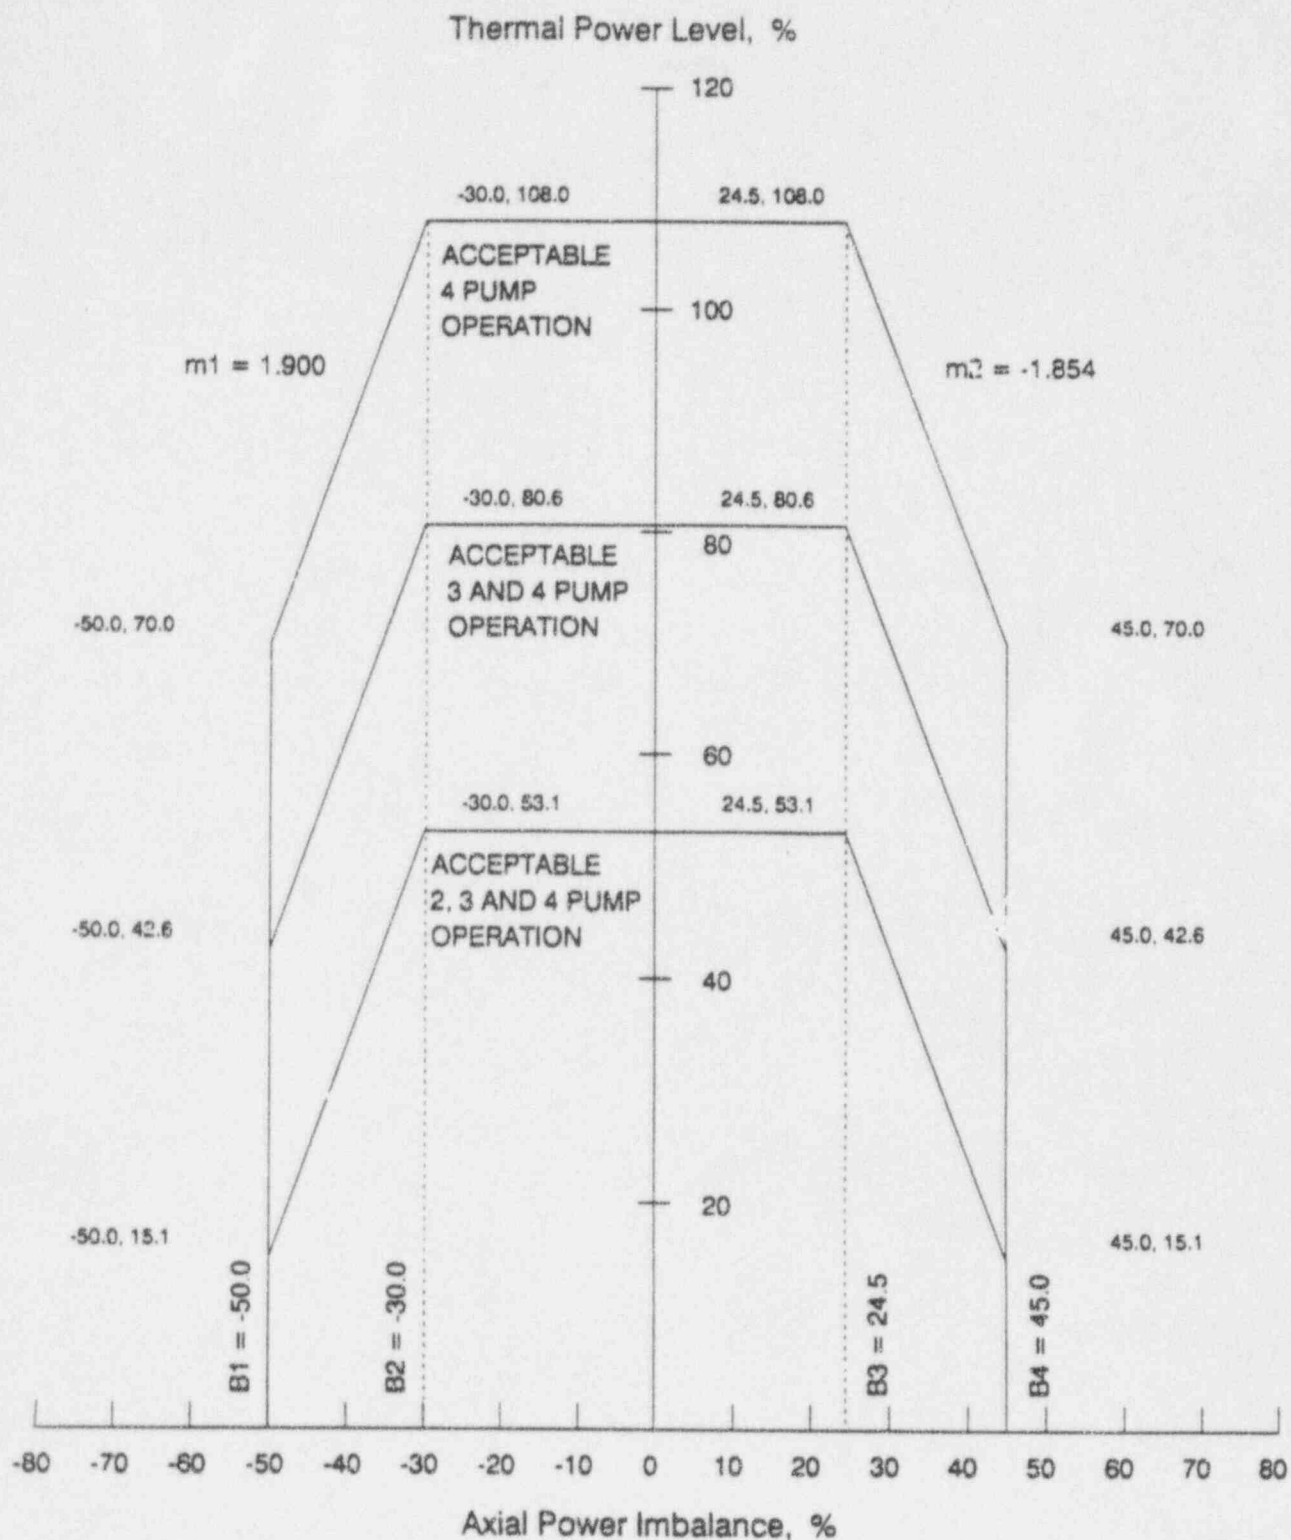 Thermal Power Level, %
120
-30.0, 108.0
24.5, 108.0
ACCEPTABLE
4 PUMP
OPERATION
100
m1 = 1.900
m2 = -1.854
-30.0, 80.6
24.5, 80.6
80
ACCEPTABLE
3 AND 4 PUMP
OPERATION
-50.0, 70.0
45.0, 70.0
60
-30.0, 53.1
24.5, 53.1
ACCEPTABLE
2, 3 AND 4 PUMP
OPERATION
-50.0, 42.6
45.0, 42.6
40
20
-50.0, 15.1
45.0, 15.1
B1 = -50.0
B2 = -30.0
B3 = 24.5
B4 = 45.0
-80 -70 -60 -50 -40 -30 -20 -10 0 10 20 30 40 50 60 70 80
Axial Power Imbalance, %